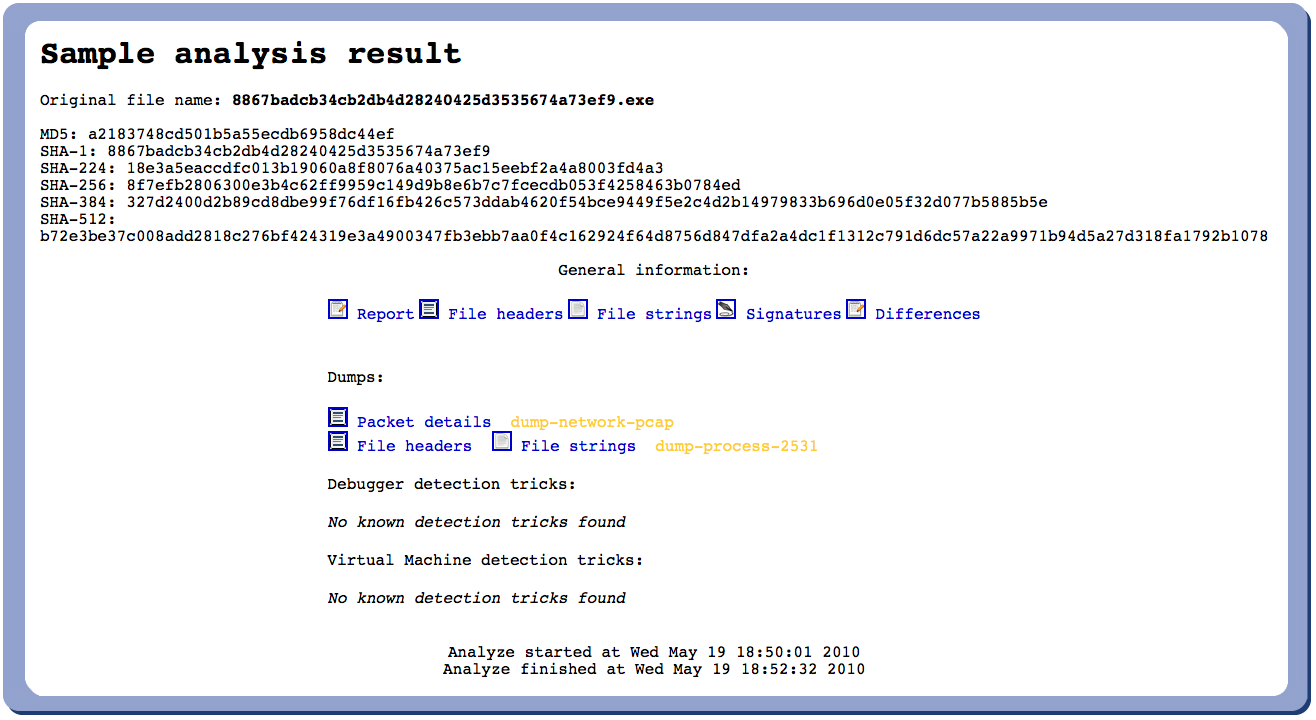 Sample analysis result
Original file name: 8867badcb34cb2db4d28240425d3535674a73ef9.exe
MD5: a2183748cd501b5a55ecdb6958dc44ef
SHA-1: 8867badcb34cb2db4d28240425d3535674a73ef9
SHA-224: 18e3a5eaccdfc013b19060a8f8076a40375ac15eebf2a4a8003fd4a3
SHA-256: 8f7efb2806300e3b4c62ff9959c149d9b8e6b7c7fcecdb053f4258463b0784ed
SHA-384: 327d2400d2b89cd8dbe99f76df16fb426c573ddab4620f54bce9449f5e2c4d2b14979833b696d0e05f32d077b5885b5e
SHA-512:
b72e3be37c008add2818c276bf424319e3a4900347fb3ebb7aa0f4c162924f64d8756d847dfa2a4dc1f1312c791d6dc57a22a9971b94d5a27d318fa1792b1078
General information:
Report File headers File strings Signatures Differences
Dumps:
Packet details dump-network-pcap
File headers File strings dump-process-2531
Debugger detection tricks:
No known detection tricks found
Virtual Machine detection tricks:
No known detection tricks found
Analyze started at Wed May 19 18:50:01 2010
Analyze finished at Wed May 19 18:52:32 2010